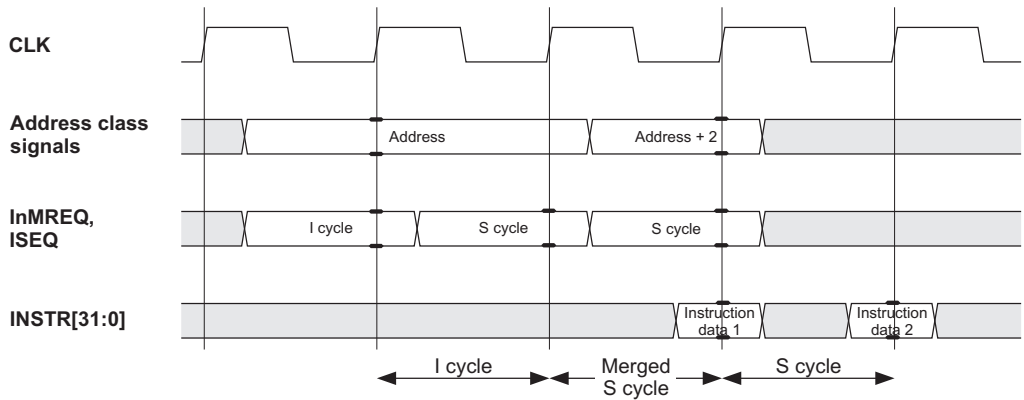 CLK
Address class
signals
Address
Address + 2
InMREQ,
ISEQ
I cycle
S cycle
S cycle
INSTR[31:0]
Instruction
data 1
Instruction
data 2
I cycle
Merged
S cycle
S cycle